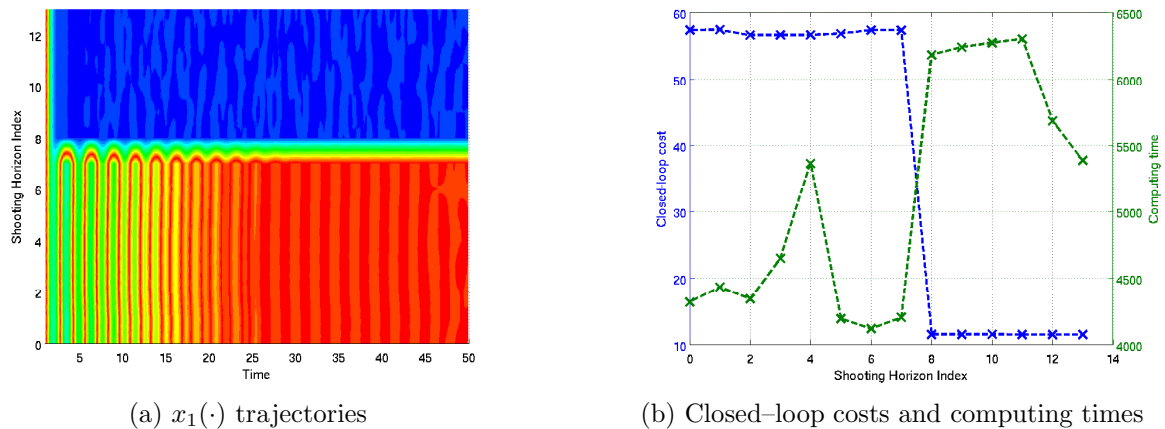 12
10
8
6
4
2
0
Shooting Horizon Index
5 10 15 20 25 30 35 40 45 50
Time
60
50
40
30
20
10
Closed-loop cost
6500
6000
5500
5000
4500
4000
Computing time
0 2 4 6 8 10 12 14
Shooting Horizon Index
(a) x₁(·) trajectories
(b) Closed–loop costs and computing times